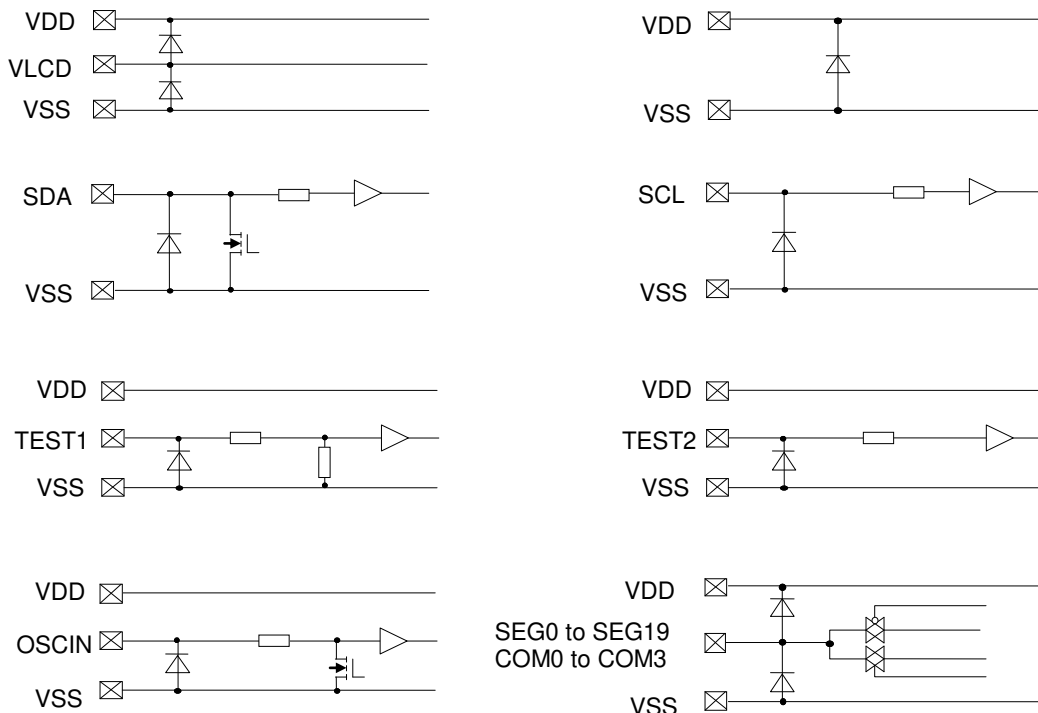 VDD
VLCD
VSS
VDD
VSS
SDA
VSS
SCL
VSS
VDD
TEST1
VSS
VDD
TEST2
VSS
VDD
OSCIN
VSS
VDD
SEG0 to SEG19
COM0 to COM3
VSS